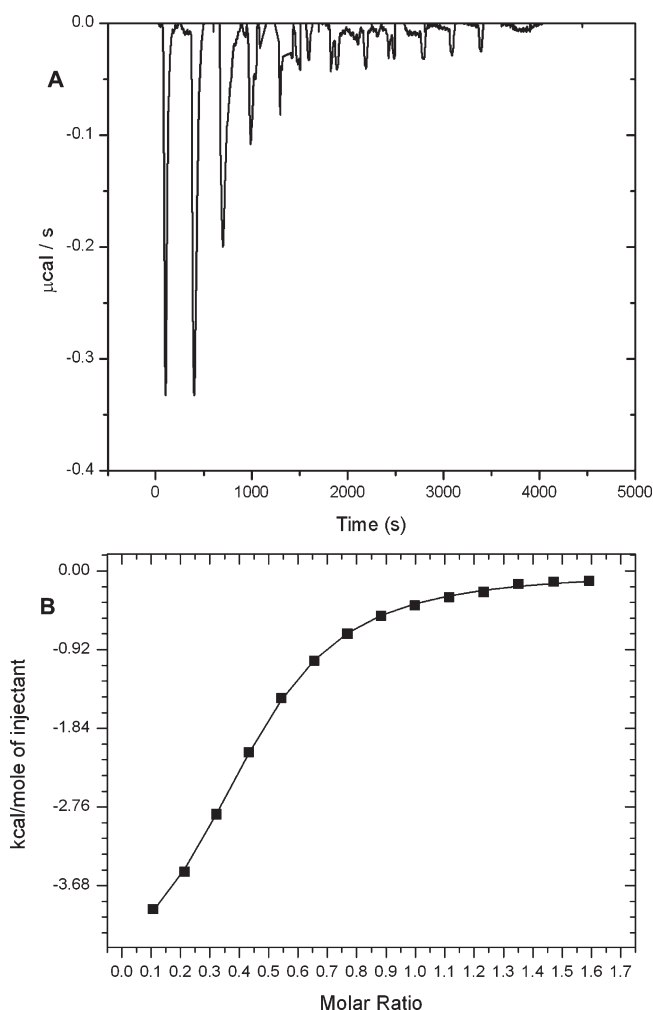 0.0
A
-0.1
μcal / s
-0.2
-0.3
-0.4
0 1000 2000 3000 4000 5000
Time (s)
0.00
B
-0.92
kcal/mole of injectant
-1.84
-2.76
-3.68
0.0 0.1 0.2 0.3 0.4 0.5 0.6 0.7 0.8 0.9 1.0 1.1 1.2 1.3 1.4 1.5 1.6 1.7
Molar Ratio